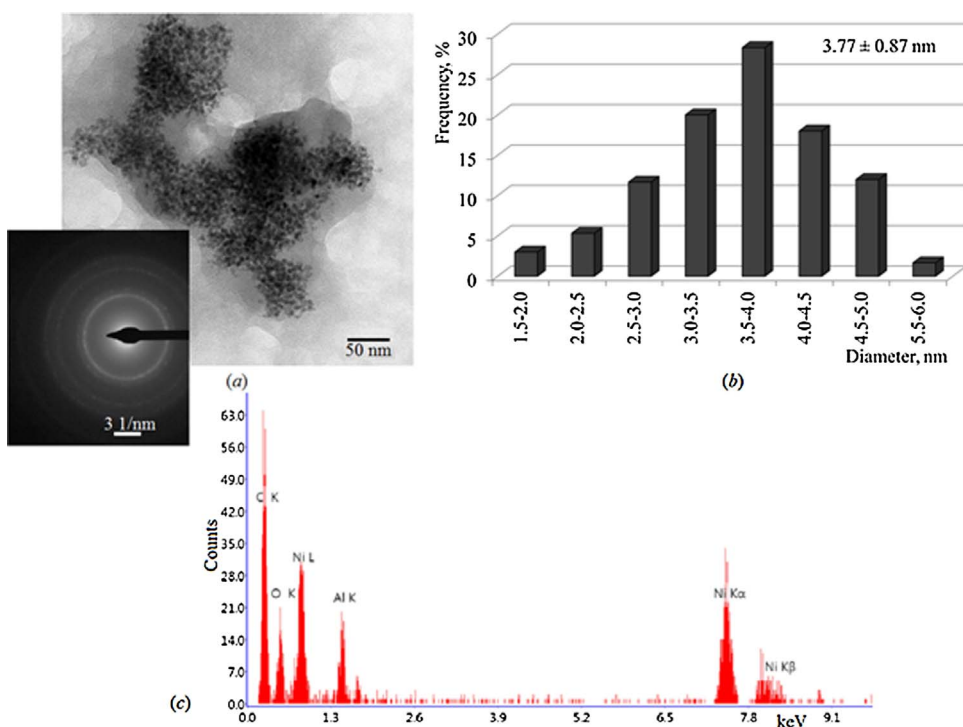 50 nm
(a)
3 1/nm
Frequency, %
30
25
20
15
10
5
0
3.77 ± 0.87 nm
1.5-2.0
2.0-2.5
2.5-3.0
3.0-3.5
3.5-4.0
4.0-4.5
4.5-5.0
5.5-6.0
Diameter, nm
(b)
Counts
63.0
56.0
49.0
42.0
35.0
28.0
21.0
14.0
7.0
0.0
C K
O K
Ni L
Al K
Ni Kα
Ni Kβ
(c)
0.0 1.3 2.6 3.9 5.2 6.5 7.8 9.1
keV